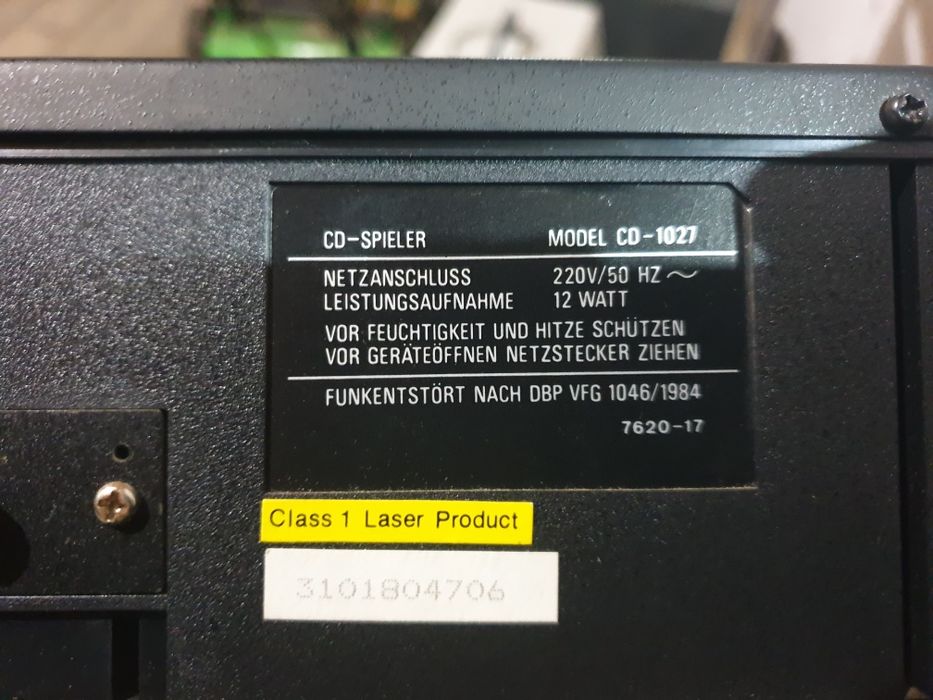 CD-SPIELER MODEL CD-1027
NETZANSCHLUSS 220V/50 HZ ~
LEISTUNGSAUFNAHME 12 WATT
VOR FEUCHTIGKEIT UND HITZE SCHÜTZEN
VOR GERÄTEÖFFNEN NETZSTECKER ZIEHEN
FUNKENTSTÖRT NACH DBP VFG 1046/1984
7620-17
Class 1 Laser Product
3101804706